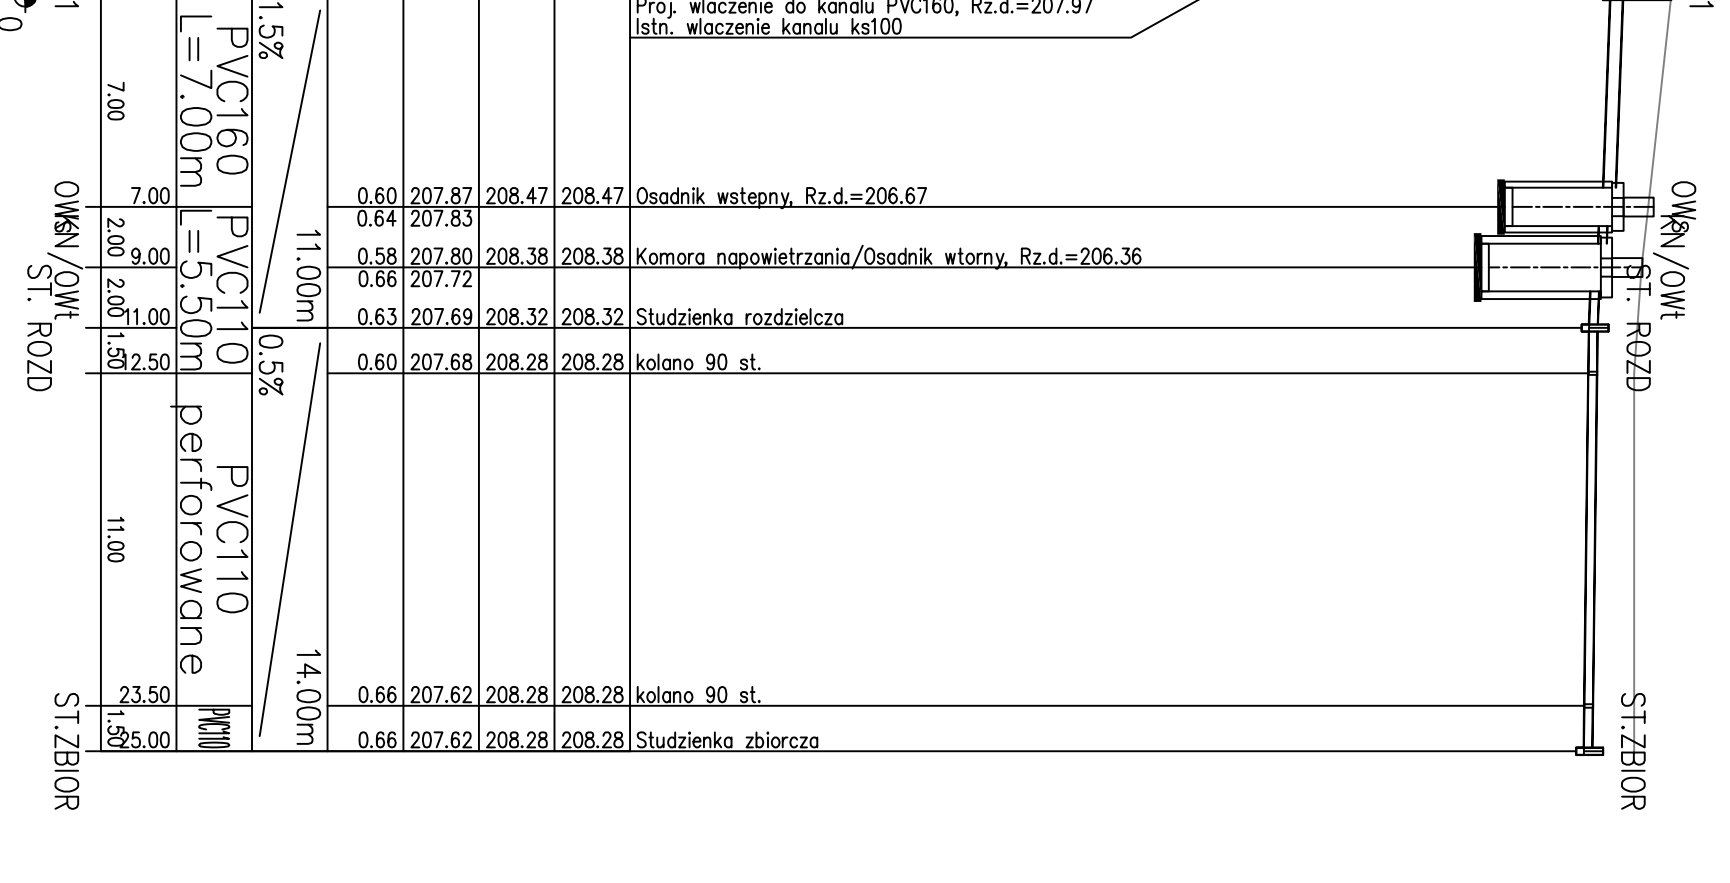 Proj. wlaczenie do kanalu PVC160, Rz.d.=207.97
Istn. wlaczenie kanalu ks100
1
0
7.00
PVC160
L=7.00m
1.5%
11.00m
7.00 0.60 207.87 208.47 208.47 Osadnik wstepny, Rz.d.=206.67
0.64 207.83
2.00
9.00 0.58 207.80 208.38 208.38 Komora napowietrzania/Osadnik wtorny, Rz.d.=206.36
0.66 207.72
2.00
11.00 0.63 207.69 208.32 208.32 Studzienka rozdzielcza
1.50
12.50 0.60 207.68 208.28 208.28 kolano 90 st.
PVC110
L=5.50m
0.5%
14.00m
11.00
PVC110
perforowane
23.50 0.66 207.62 208.28 208.28 kolano 90 st.
1.50
PVC110
25.00 0.66 207.62 208.28 208.28 Studzienka zbiorcza
OWs
KN/OWt
ST. ROZD
ST.ZBIOR
1
OWs
KN/OWt
ST. ROZD
ST.ZBIOR